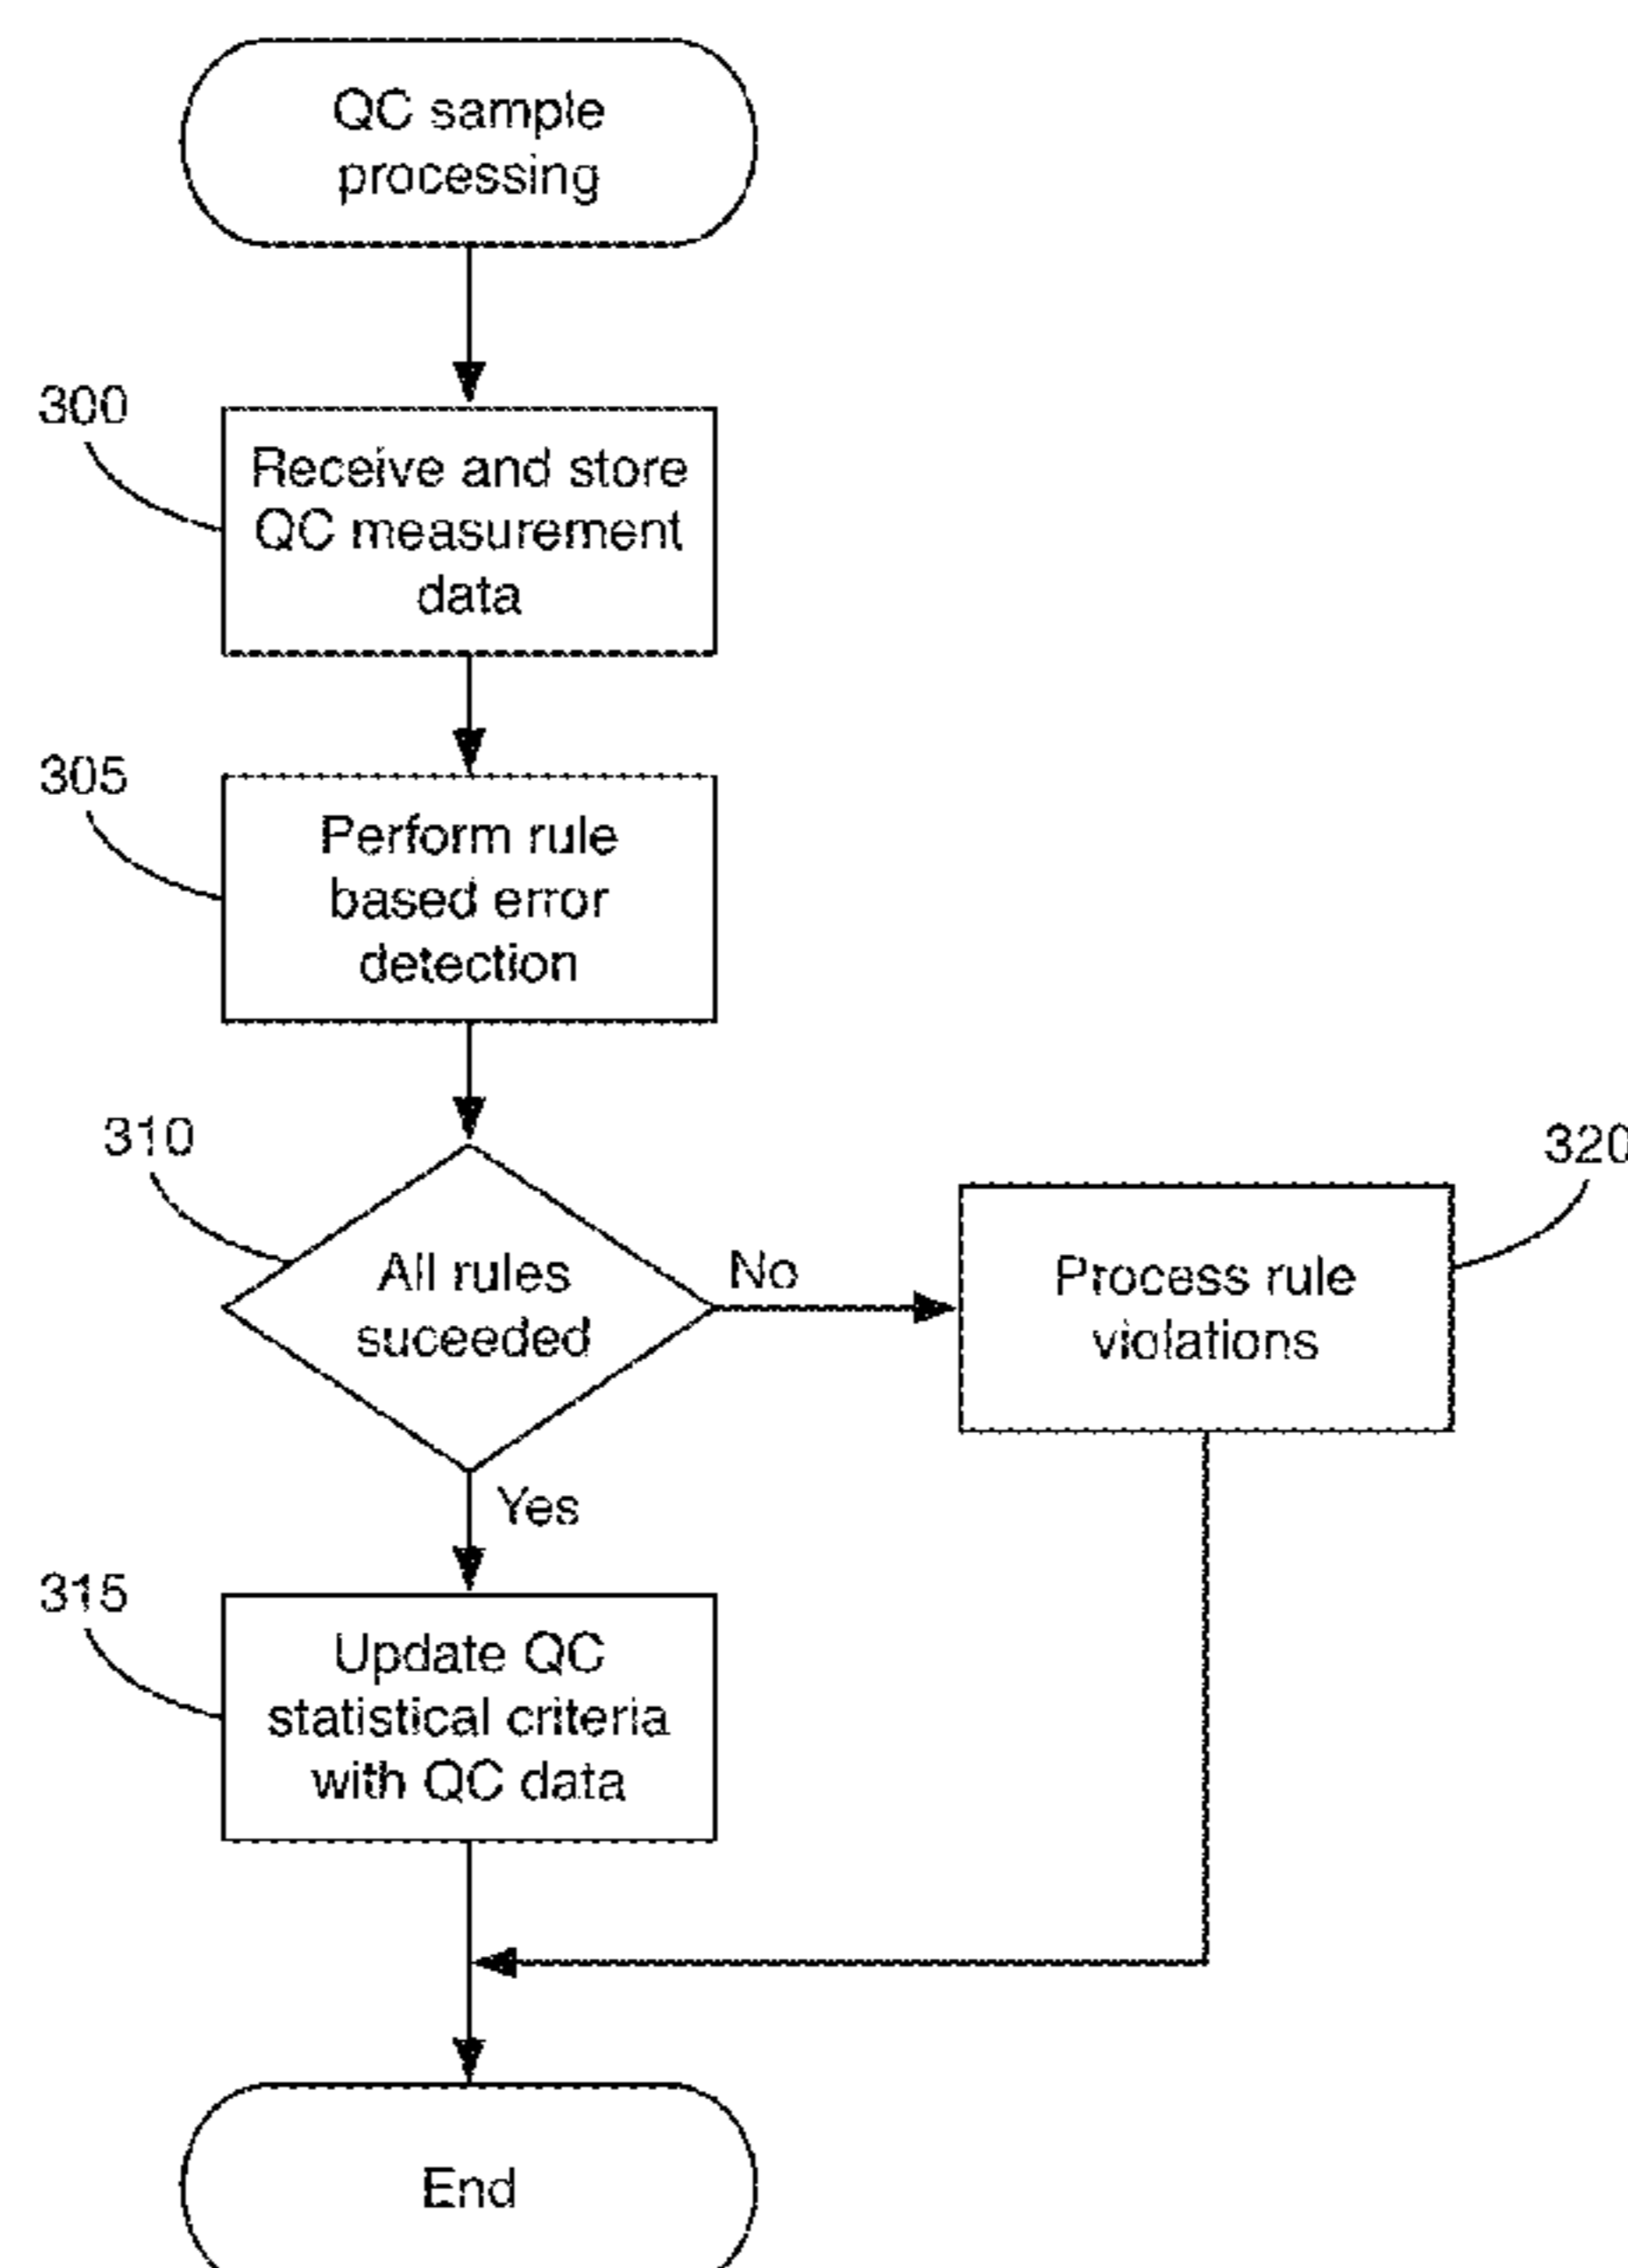 QC sample
processing
300
Receive and store
QC measurement
data
305
Perform rule
based error
detection
310
All rules
suceeded
No
320
Process rule
violations
Yes
315
Update QC
statistical criteria
with QC data
End